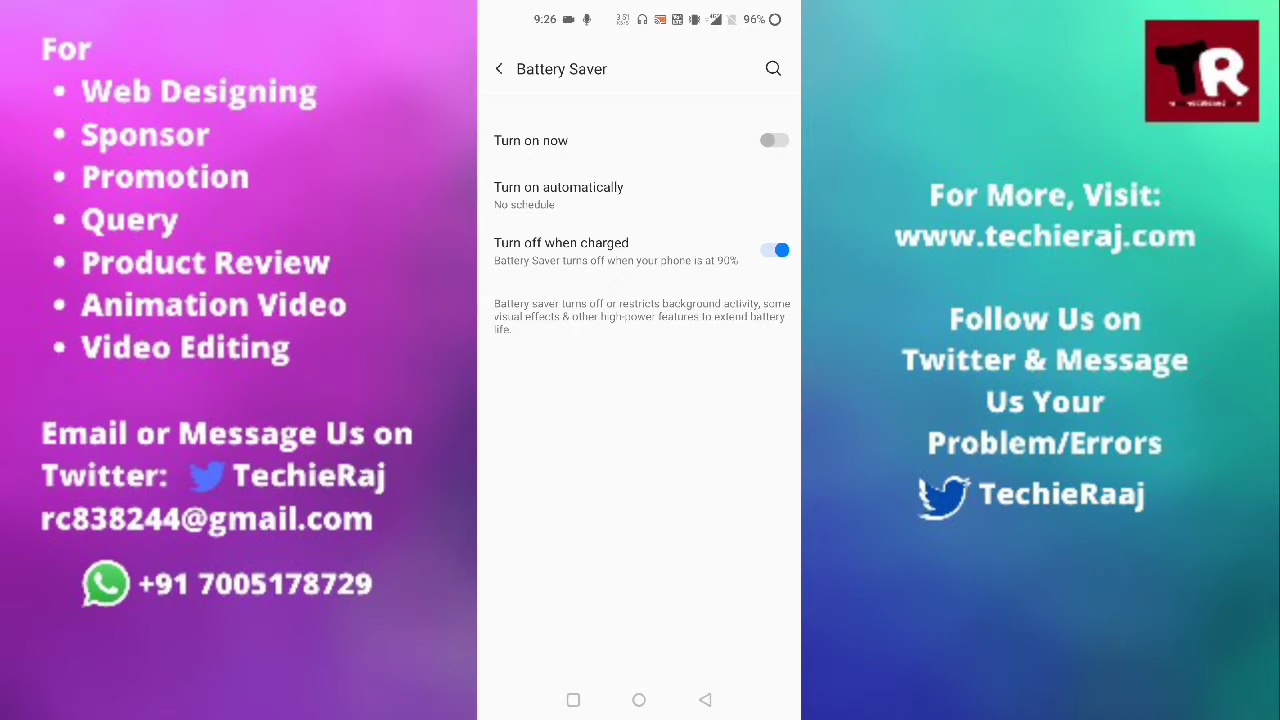 For
• Web Designing
• Sponsor
• Promotion
• Query
• Product Review
• Animation Video
• Video Editing
Email or Message Us on
Twitter: TechieRaj
rc838244@gmail.com
+91 7005178729
9:26
96%
Battery Saver
Turn on now
Turn on automatically
No schedule
Turn off when charged
Battery Saver turns off when your phone is at 90%
Battery saver turns off or restricts background activity, some
visual effects & other high-power features to extend battery
life.
TR
For More, Visit:
www.techieraj.com
Follow Us on
Twitter & Message
Us Your
Problem/Errors
TechieRaaj